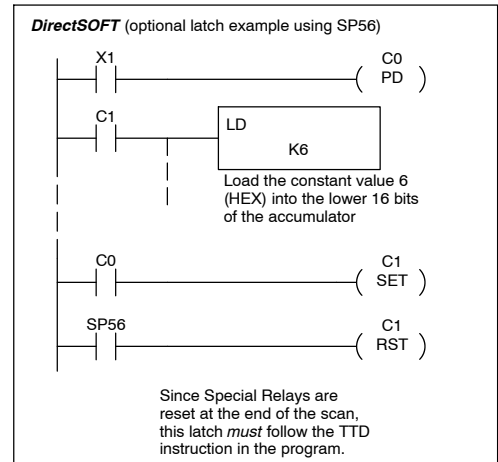 DirectSOFT (optional latch example using SP56)
X1
C0
PD
C1
LD
K6
Load the constant value 6
(HEX) into the lower 16 bits
of the accumulator
C0
C1
SET
SP56
C1
RST
Since Special Relays are
reset at the end of the scan,
this latch must follow the TTD
instruction in the program.